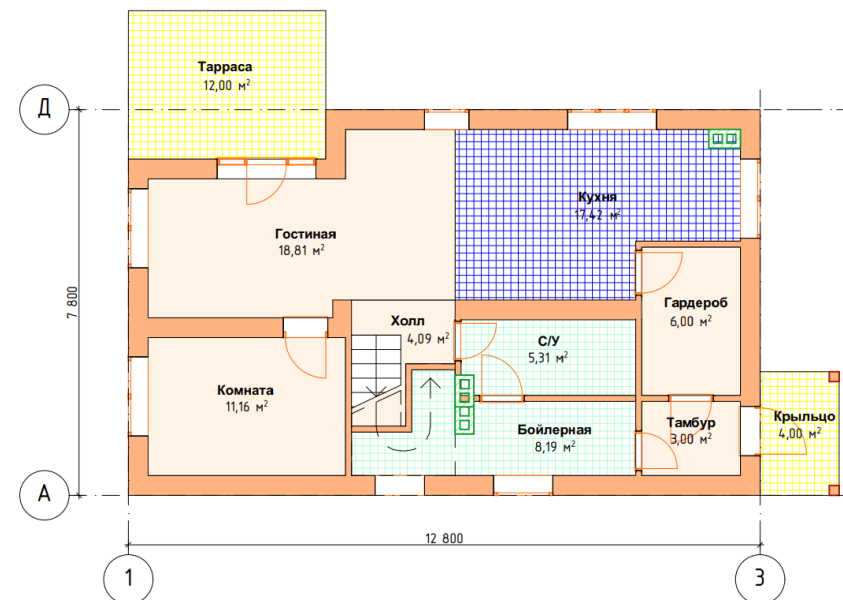 Тарраса
12,00 м²
Д
Кухня
17,42 м²
Гостиная
18,81 м²
Гардероб
6,00 м²
7 800
Холл
4,09 м²
С/У
5,31 м²
Комната
11,16 м²
Бойлерная
8,19 м²
Тамбур
3,00 м²
Крыльцо
4,00 м²
А
12 800
1
3